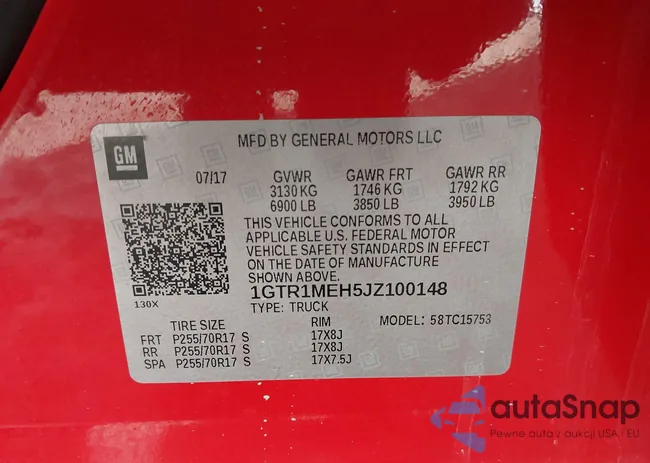 GM
MFD BY GENERAL MOTORS LLC
07/17 GVWR GAWR FRT GAWR RR
3130 KG 1746 KG 1792 KG
6900 LB 3850 LB 3950 LB
THIS VEHICLE CONFORMS TO ALL
APPLICABLE U.S. FEDERAL MOTOR
VEHICLE SAFETY STANDARDS IN EFFECT
ON THE DATE OF MANUFACTURE
SHOWN ABOVE.
130X
1GTR1MEH5JZ100148
TYPE: TRUCK
TIRE SIZE RIM MODEL: 58TC15753
FRT P255/70R17 S 17X8J
RR P255/70R17 S 17X8J
SPA P255/70R17 S 17X7.5J
autaSnap
Pewne auta z aukcji USA i EU